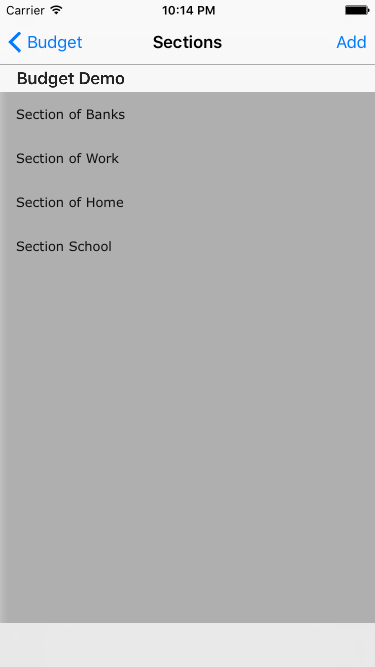 Carrier 10:14 PM
Budget Sections Add
Budget Demo
Section of Banks
Section of Work
Section of Home
Section School